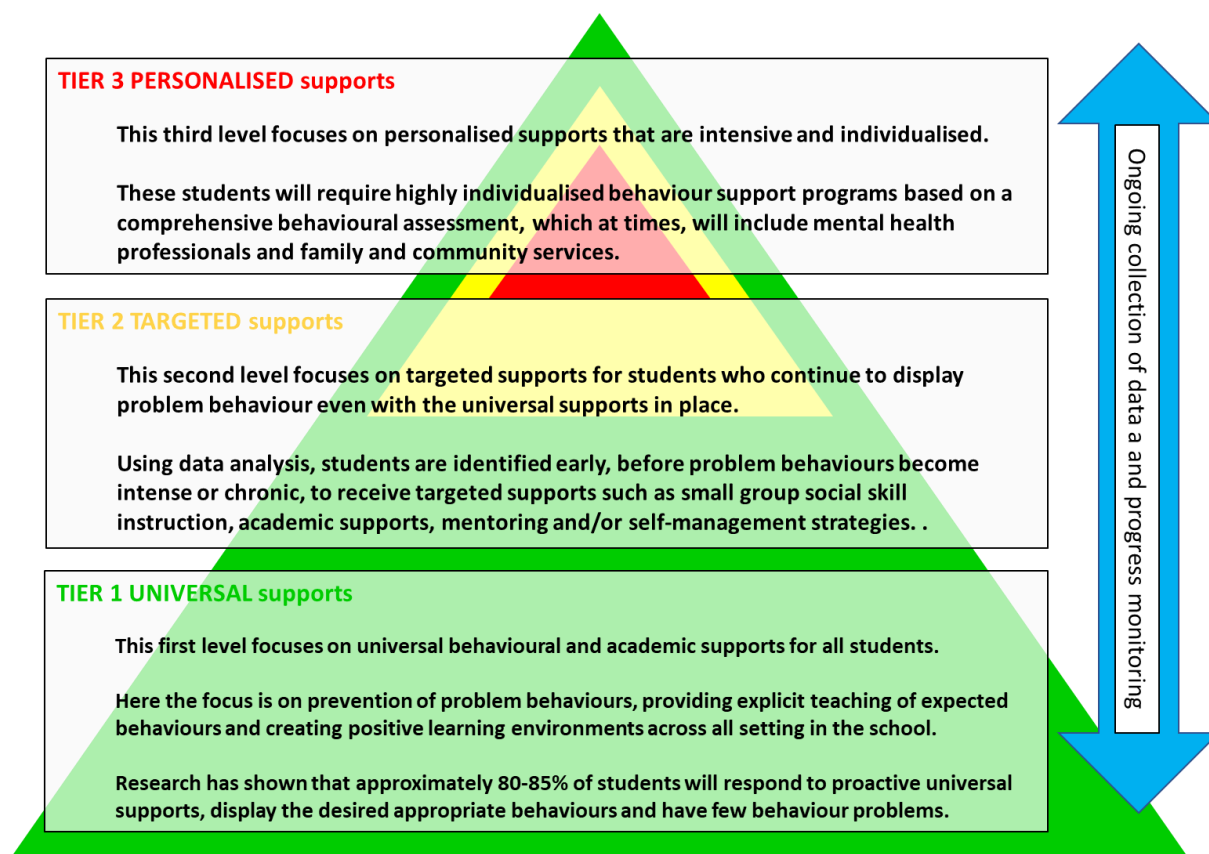 TIER 3 PERSONALISED supports
This third level focuses on personalised supports that are intensive and individualised.
These students will require highly individualised behaviour support programs based on a
comprehensive behavioural assessment, which at times, will include mental health
professionals and family and community services.
TIER 2 TARGETED supports
This second level focuses on targeted supports for students who continue to display
problem behaviour even with the universal supports in place.
Using data analysis, students are identified early, before problem behaviours become
intense or chronic, to receive targeted supports such as small group social skill
instruction, academic supports, mentoring and/or self-management strategies. .
TIER 1 UNIVERSAL supports
This first level focuses on universal behavioural and academic supports for all students.
Here the focus is on prevention of problem behaviours, providing explicit teaching of expected
behaviours and creating positive learning environments across all setting in the school.
Research has shown that approximately 80-85% of students will respond to proactive universal
supports, display the desired appropriate behaviours and have few behaviour problems.
Ongoing collection of data a and progress monitoring